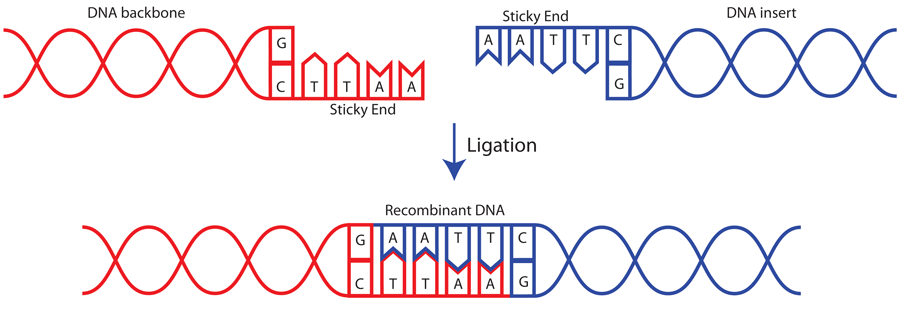 DNA backbone
Sticky End
DNA insert
G
A A T T C
C T T A A
G
Sticky End
Ligation
Recombinant DNA
G A A T T C
C T T A A G